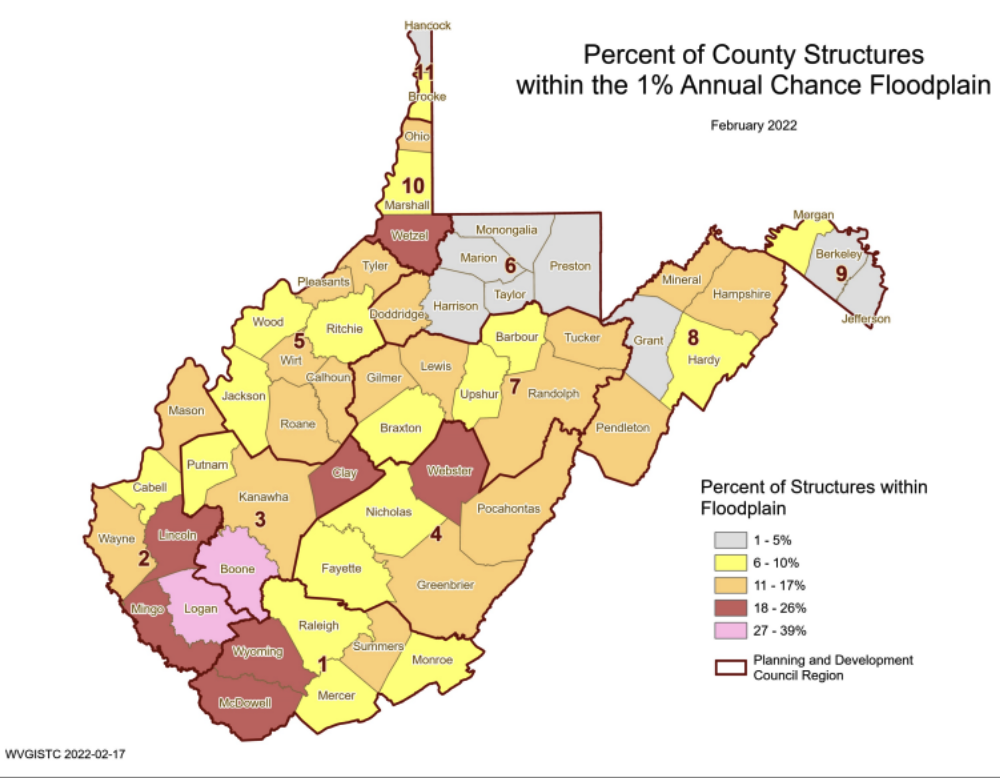 Percent of County Structures
within the 1% Annual Chance Floodplain
February 2022
Hancock
11
Brooke
Ohio
10
Marshall
Wetzel
Monongalia
Marion
6
Preston
Taylor
Harrison
Tyler
Pleasants
Doddridge
Wood
Ritchie
5
Wirt
Calhoun
Jackson
Roane
Mason
Gilmer
Lewis
Barbour
Tucker
Upshur
7
Randolph
Braxton
Webster
Pendleton
Pocahontas
Morgan
Berkeley
9
Jefferson
Mineral
Hampshire
Grant
8
Hardy
Putnam
Cabell
Kanawha
3
Clay
Nicholas
4
Wayne
2
Lincoln
Boone
Fayette
Greenbrier
Mingo
Logan
Raleigh
Summers
Wyoming
1
Monroe
McDowell
Mercer
Percent of Structures within
Floodplain
1 - 5%
6 - 10%
11 - 17%
18 - 26%
27 - 39%
Planning and Development
Council Region
WVGISTC 2022-02-17